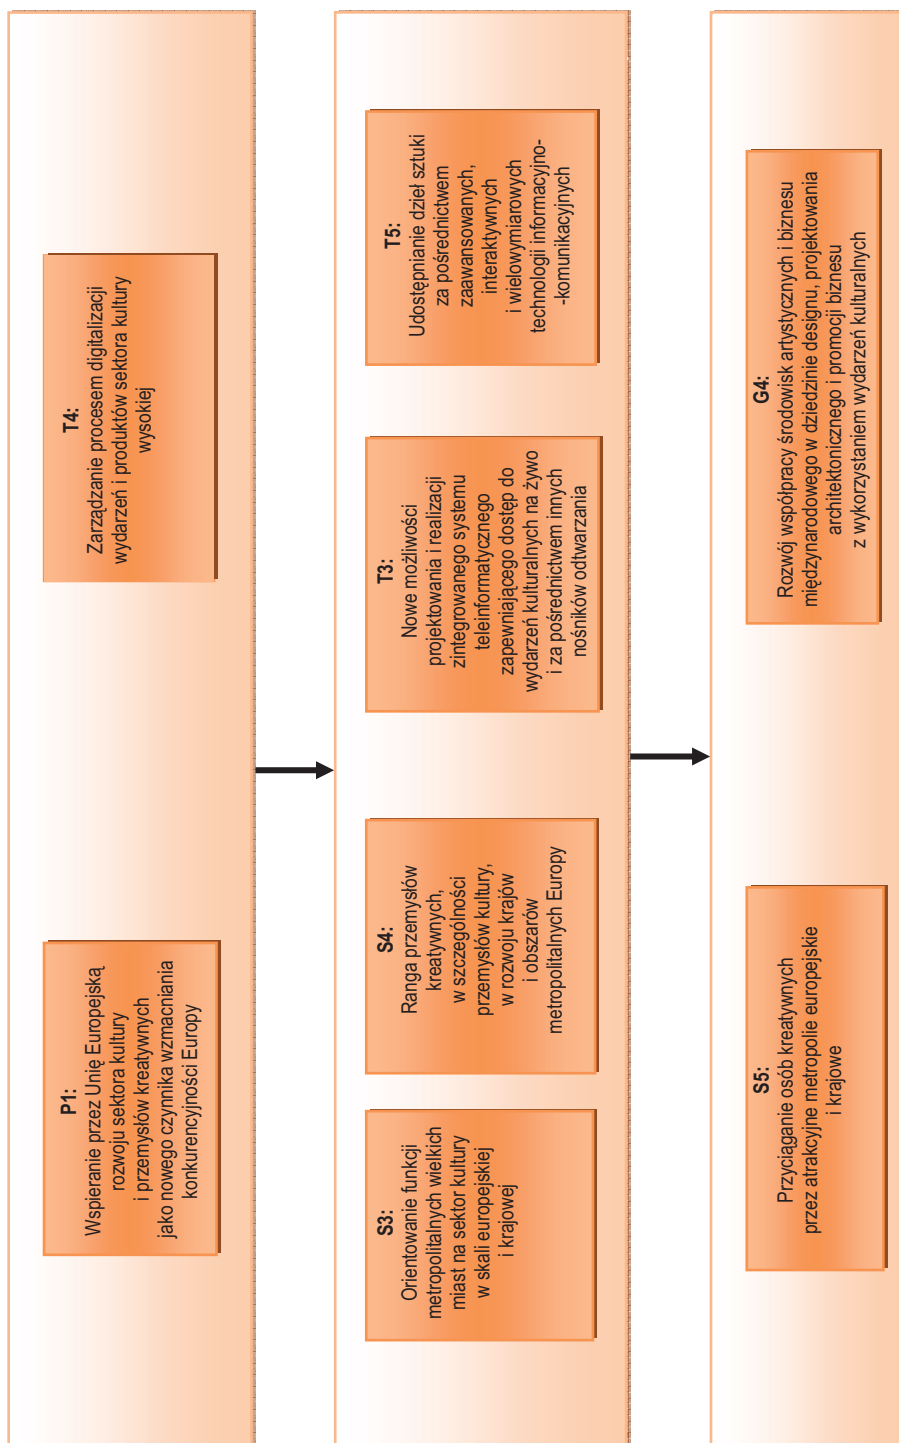 P1:
Wspieranie przez Unię Europejską
rozwoju sektora kultury
i przemysłów kreatywnych
jako nowego czynnika wzmacniania
konkurencyjności Europy
T4:
Zarządzanie procesem digitalizacji
wydarzeń i produktów sektora kultury
wysokiej
S3:
Orientowanie funkcji
metropolitalnych wielkich
miast na sektor kultury
w skali europejskiej
i krajowej
S4:
Ranga przemysłów
kreatywnych,
w szczególności
przemysłów kultury,
w rozwoju krajów
i obszarów
metropolitalnych Europy
T3:
Nowe możliwości
projektowania i realizacji
zintegrowanego systemu
teleinformatycznego
zapewniającego dostęp do
wydarzeń kulturalnych na żywo
i za pośrednictwem innych
nośników odtwarzania
T5:
Udostępnianie dzieł sztuki
za pośrednictwem
zaawansowanych,
interaktywnych
i wielowymiarowych
technologii informacyjno-
-komunikacyjnych
S5:
Przyciąganie osób kreatywnych
przez atrakcyjne metropolie europejskie
i krajowe
G4:
Rozwój współpracy środowisk artystycznych i biznesu
międzynarodowego w dziedzinie designu, projektowania
architektonicznego i promocji biznesu
z wykorzystaniem wydarzeń kulturalnych